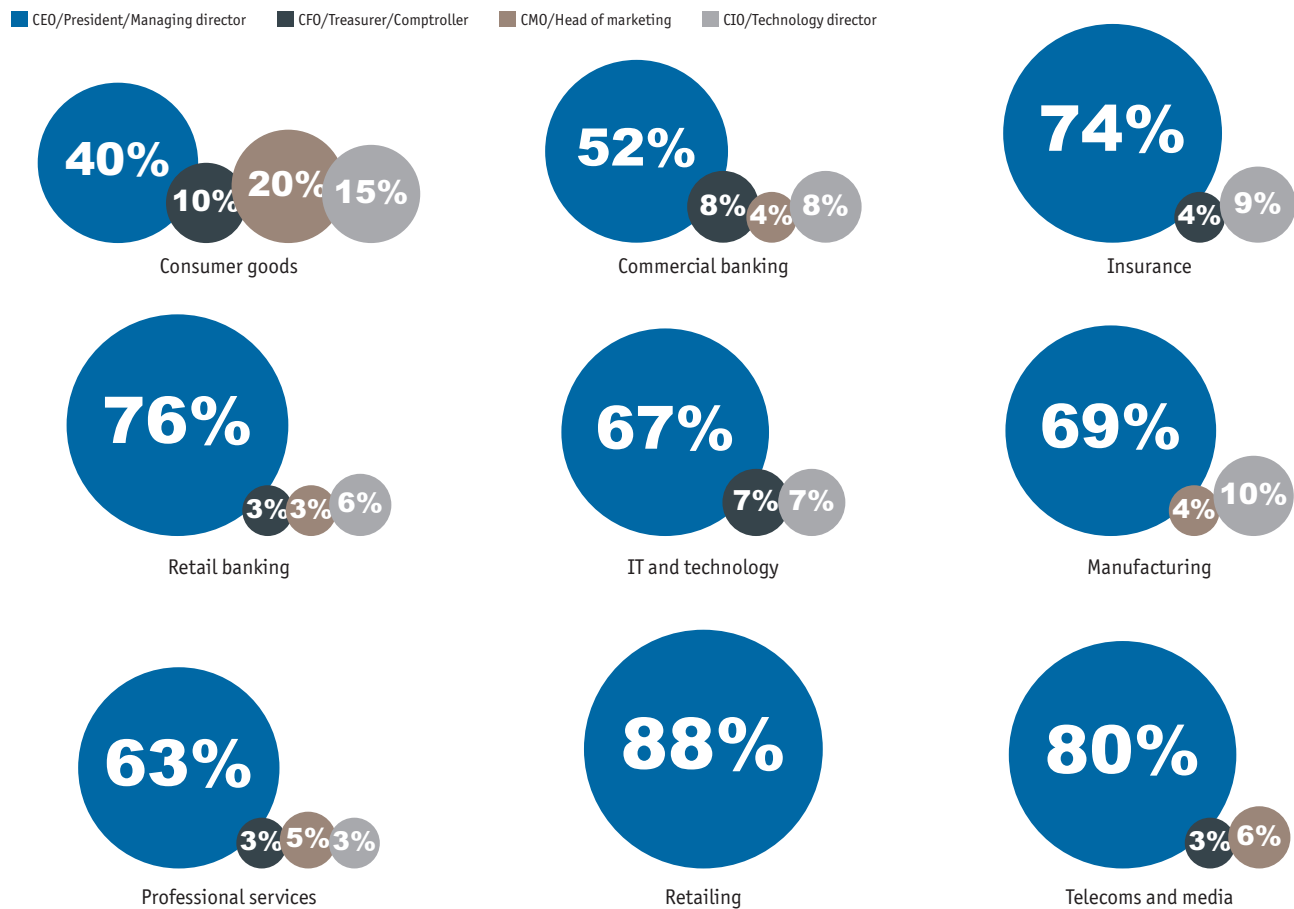 CEO/President/Managing director CFO/Treasurer/Comptroller CMO/Head of marketing CIO/Technology director
40% 10% 20% 15%
Consumer goods
52% 8% 4% 8%
Commercial banking
74% 4% 9%
Insurance
76% 3% 3% 6%
Retail banking
67% 7% 7%
IT and technology
69% 4% 10%
Manufacturing
63% 3% 5% 3%
Professional services
88%
Retailing
80% 3% 6%
Telecoms and media